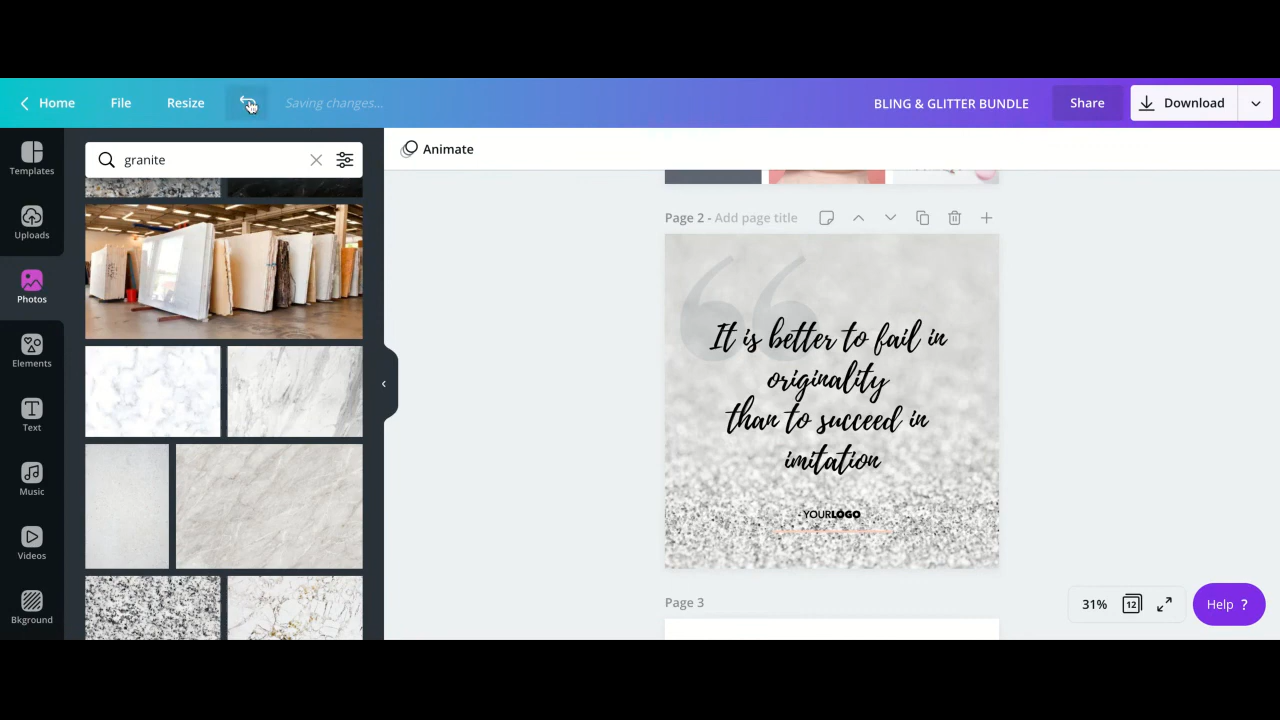 Home
File
Resize
Saving changes...
BLING & GLITTER BUNDLE
Share
Download
Templates
Uploads
Photos
Elements
Text
Music
Videos
Bkground
granite
Animate
Page 2 - Add page title
It is better to fail in
originality
than to succeed in
imitation
- YOURLOGO
Page 3
31%
12
Help ?